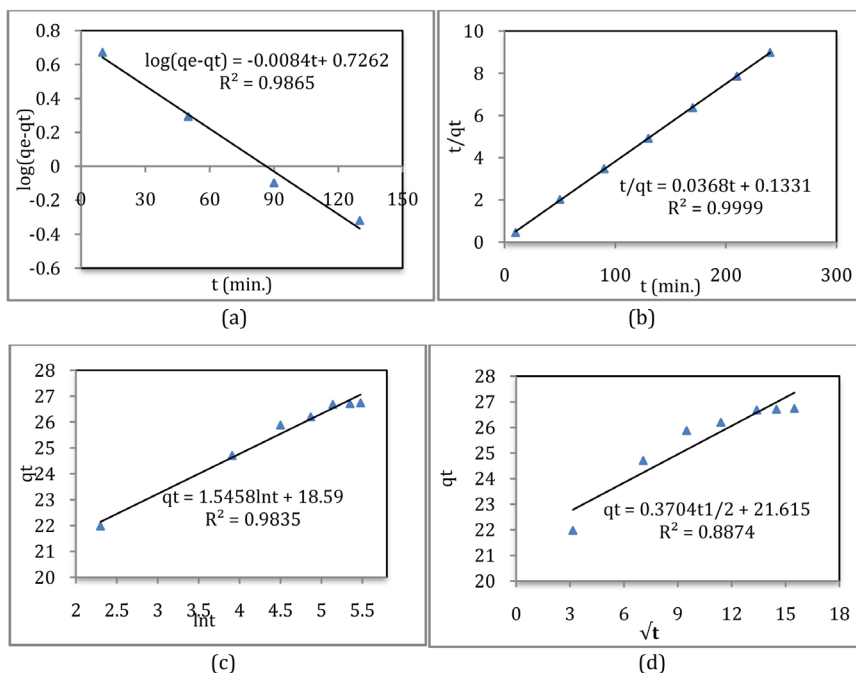 0.8
0.6
0.4
0.2
0
-0.2
-0.4
-0.6
0 30 60 90 120 150
log(qe-qt)
log(qe-qt) = -0.0084t+ 0.7262
R² = 0.9865
t (min.)
(a)
10
8
6
4
2
0
0 100 200 300
t/qt
t/qt = 0.0368t + 0.1331
R² = 0.9999
t (min.)
(b)
28
27
26
25
24
23
22
21
20
2 2.5 3 3.5 4 4.5 5 5.5
qt
qt = 1.5458lnt + 18.59
R² = 0.9835
lnt
(c)
28
27
26
25
24
23
22
21
20
0 3 6 9 12 15 18
qt
qt = 0.3704t1/2 + 21.615
R² = 0.8874
√t
(d)